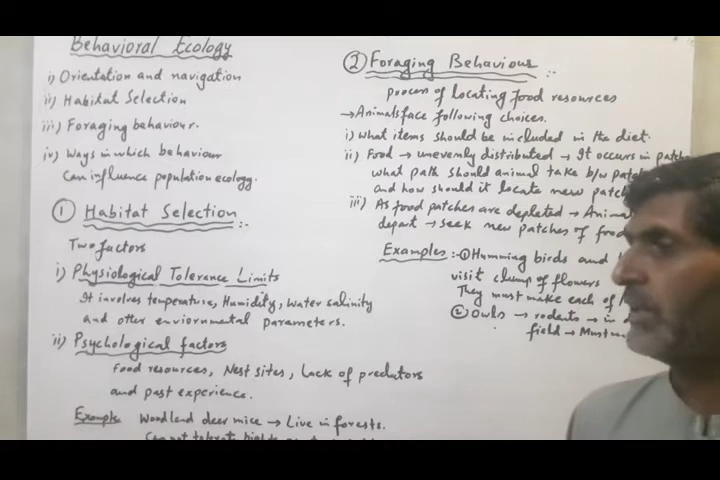 Behavioral Ecology
i) Orientation and navigation
ii) Habitat Selection
iii) Foraging behaviour.
iv) Ways in which behaviour
Can influence population ecology.
① Habitat Selection :-
Two factors
i) Physiological Tolerance Limits
It involves temperature, Humidity, Water salinity
and other enviornmental parameters.
ii) Psychological factors
Food resources, Nest sites, Lack of predators
and past experience.
Example Woodland deer mice → Live in forests.
Can not tolerate
② Foraging Behaviour :-
process of locating food resources
→ Animals face following choices.
i) What items should be included in the diet.
ii) Food → unevenly distributed → It occurs in
what path should animal take b/w
and how should it locate new
iii) As food patches are depleted →
depart → Seek new patches of food
Examples :- ① Humming birds and
visit clump of flowers
They must make each of
② Owls → rodents → in
field →